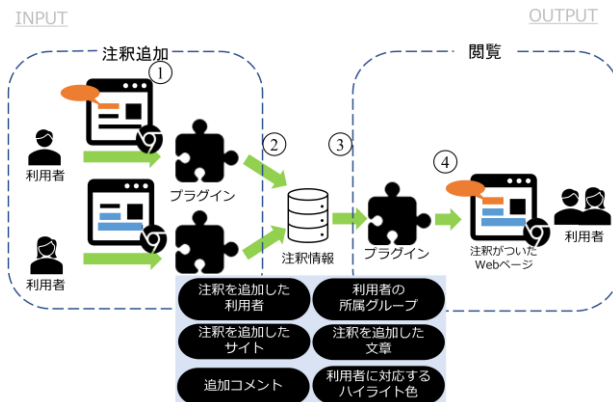 INPUT
OUTPUT
注釈追加
閲覧
①
②
③
④
利用者
プラグイン
利用者
注釈情報
プラグイン
注釈がついた
Webページ
利用者
注釈を追加した
利用者
利用者の
所属グループ
注釈を追加した
サイト
注釈を追加した
文章
追加コメント
利用者に対応する
ハイライト色